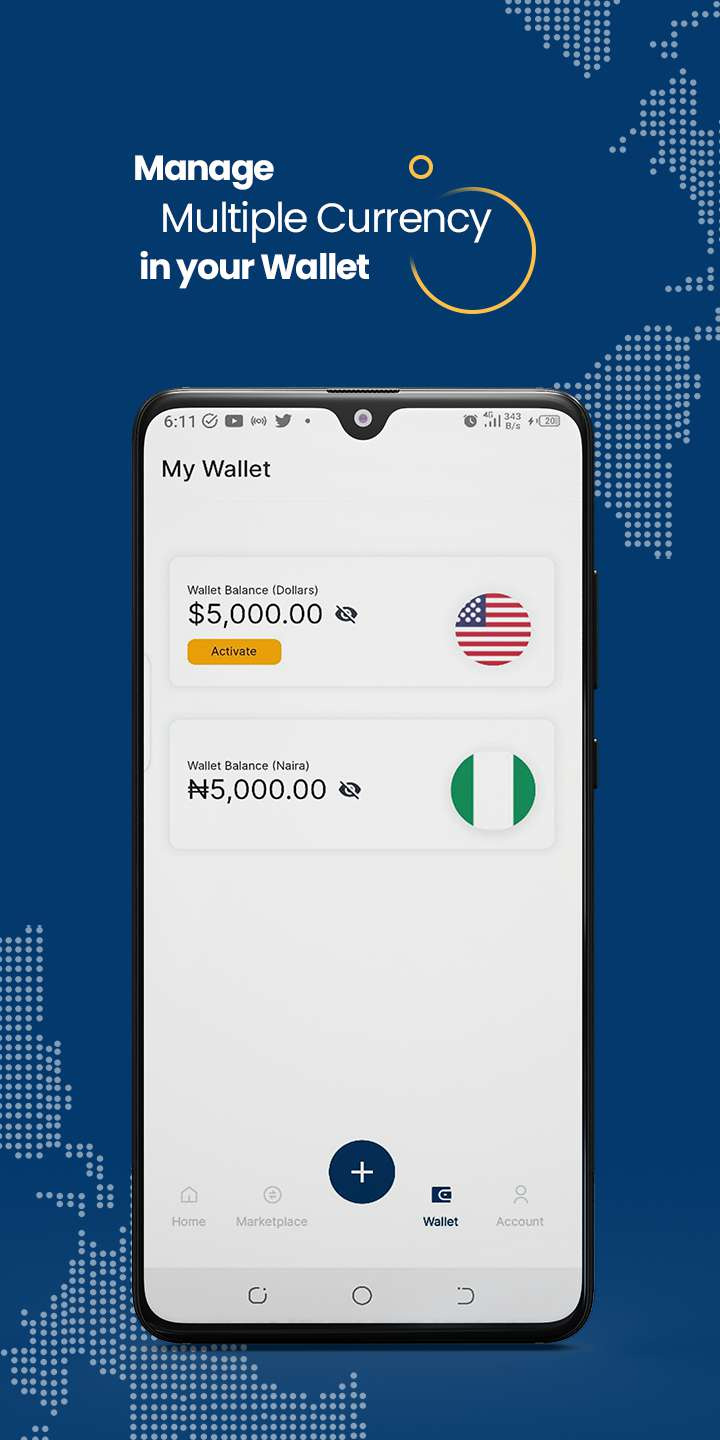 Manage
Multiple Currency
in your Wallet
6:11 4G 343 B/s 20
My Wallet
Wallet Balance (Dollars)
$5,000.00
Activate
Wallet Balance (Naira)
₦5,000.00
Home Marketplace Wallet Account